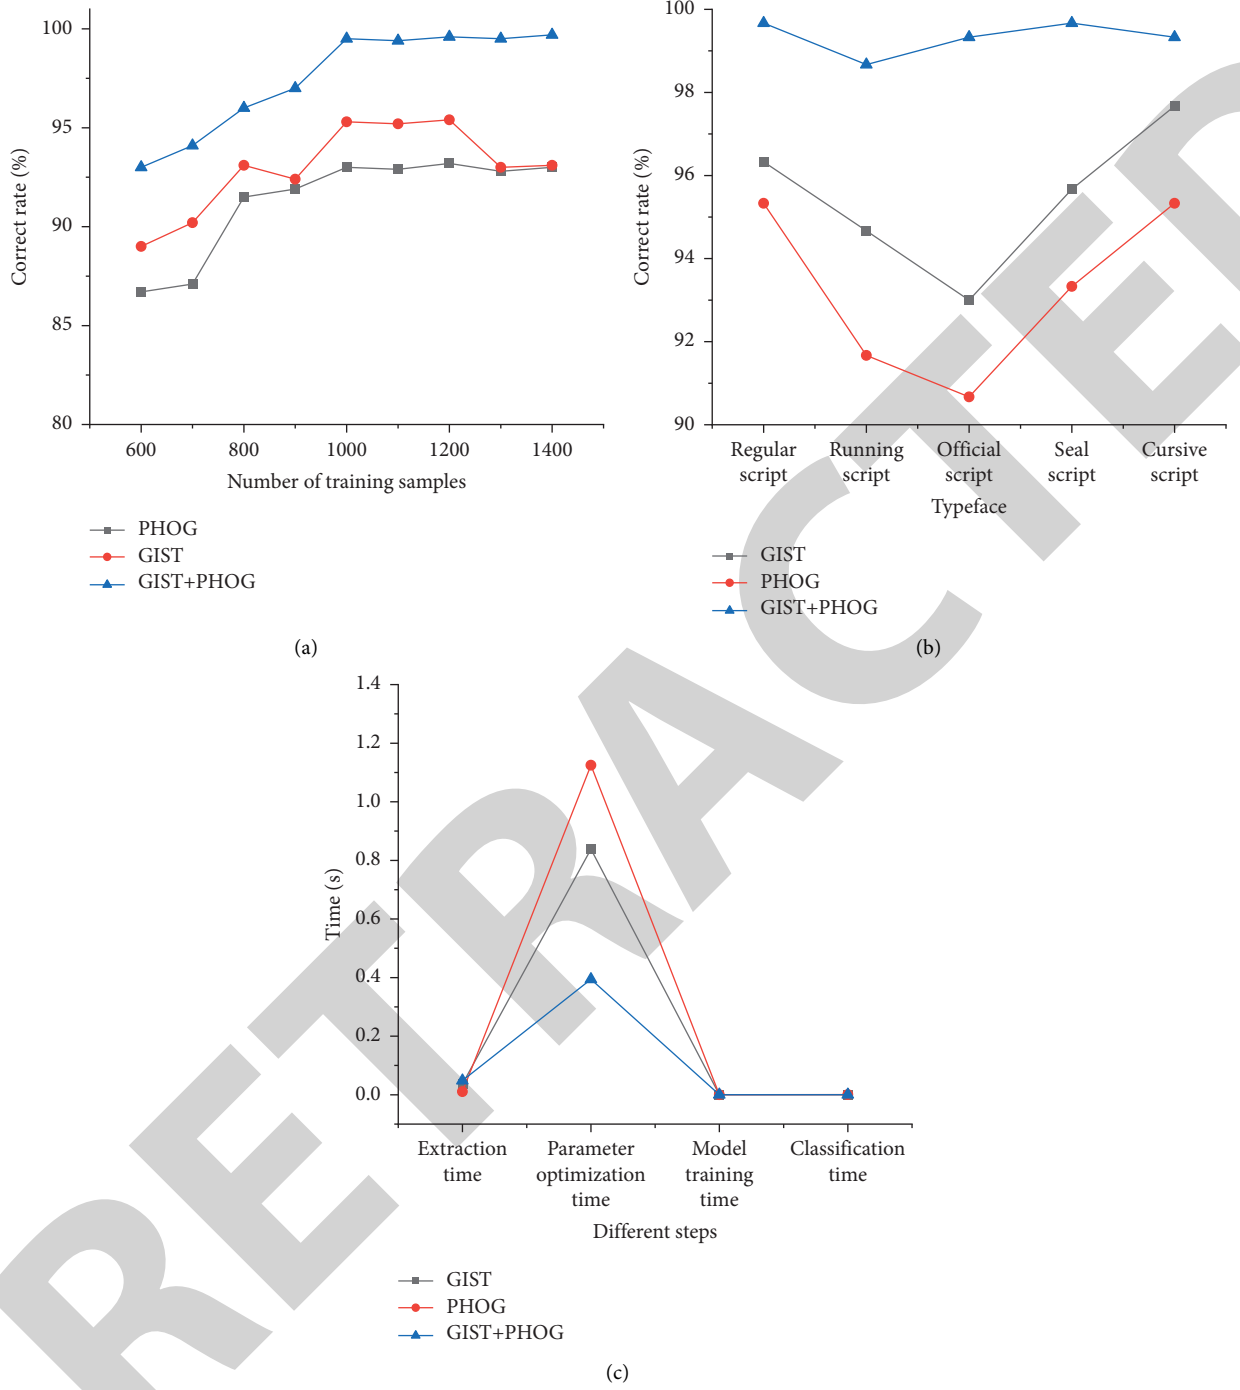 100
95
90
85
80
Correct rate (%)
600
800
1000
1200
1400
Number of training samples
PHOG
GIST
GIST+PHOG
(a)
100
98
96
94
92
90
Correct rate (%)
Regular
script
Running
script
Official
script
Seal
script
Cursive
script
Typeface
GIST
PHOG
GIST+PHOG
(b)
1.4
1.2
1.0
0.8
0.6
0.4
0.2
0.0
Time (s)
Extraction
time
Parameter
optimization
time
Model
training
time
Classification
time
Different steps
GIST
PHOG
GIST+PHOG
(c)
RETRACTED